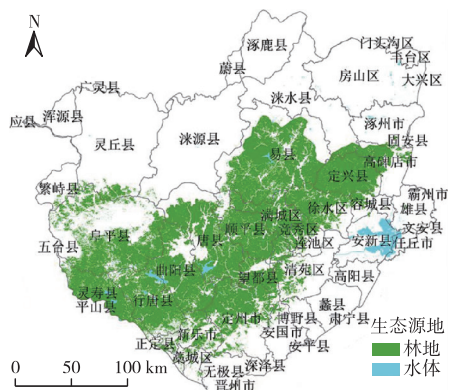 N
涿鹿县
门头沟区
丰台区
蔚县
房山区
大兴区
广灵县
涞水县
应县
浑源县
涿州市
灵丘县
涞源县
固安县
易县
高碑店市
定兴县
繁峙县
霸州市
容城县
雄县
徐水区
满城区
阜平县
顺平县
竞秀区
文安县
五台县
唐县
莲池区
安新县
任丘市
曲阳县
清苑区
望都县
高阳县
灵寿县
行唐县
蠡县
平山县
定州市
博野县
肃宁县
新乐市
安国市
正定县
安平县
藁城区
深泽县
无极县
晋州市
生态源地
林地
水体
0 50 100 km